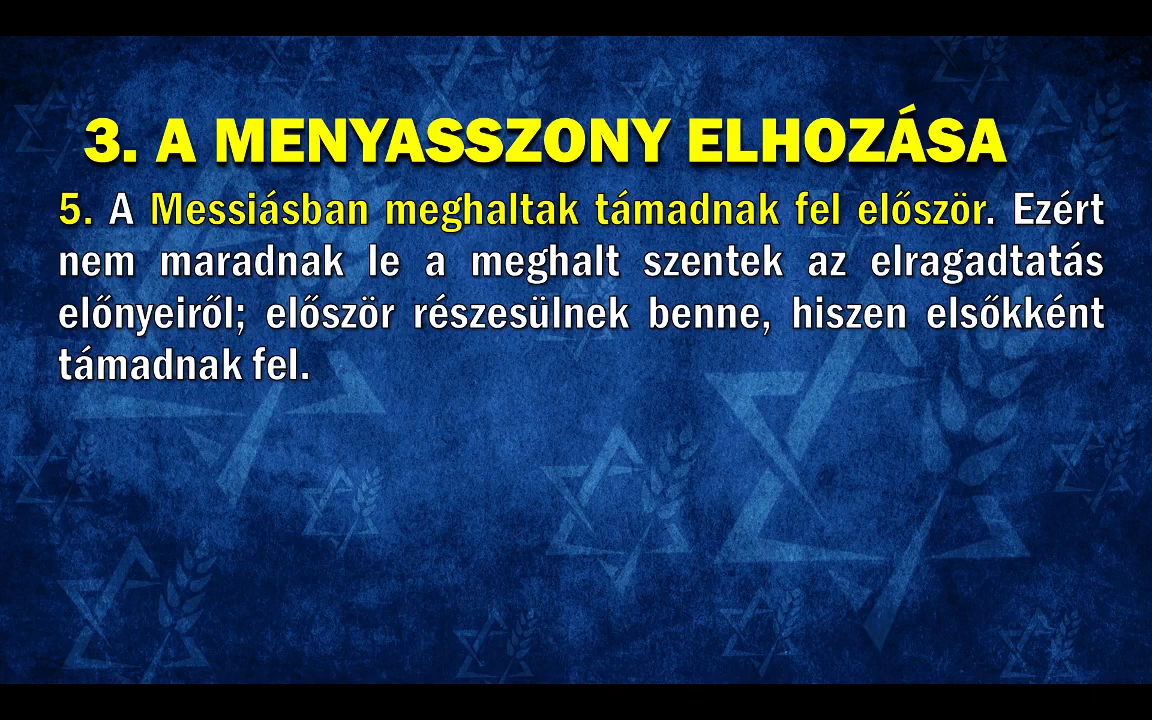 3. A MENYASSZONY ELHOZÁSA
5. A Messiásban meghaltak támadnak fel először. Ezért
nem maradnak le a meghalt szentek az elragadtatás
előnyeiről; először részesülnek benne, hiszen elsőkként
támadnak fel.